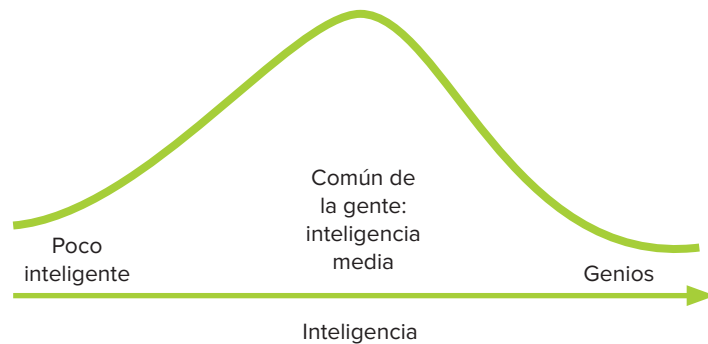 Común de
la gente:
inteligencia
media
Poco
inteligente
Genios
Inteligencia